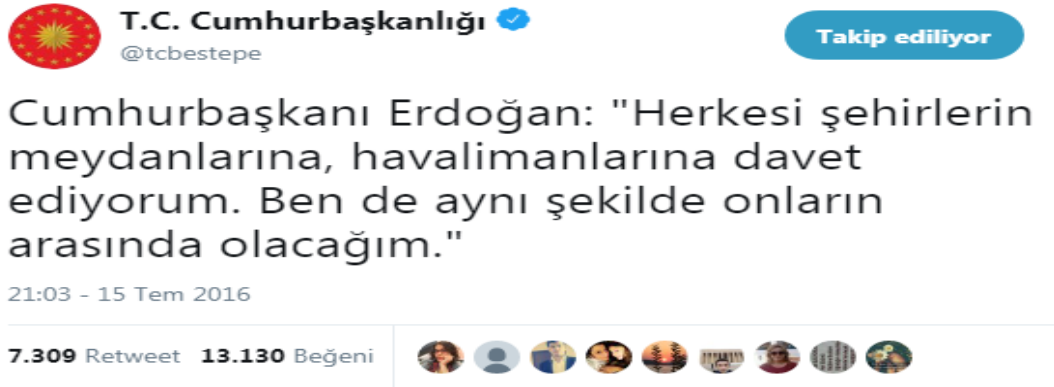 T.C. Cumhurbaşkanlığı
@tcbestepe
Takip ediliyor
Cumhurbaşkanı Erdoğan: "Herkesi şehirlerin
meydanlarına, havalimanlarına davet
ediyorum. Ben de aynı şekilde onların
arasında olacağım."
21:03 - 15 Tem 2016
7.309 Retweet 13.130 Beğeni